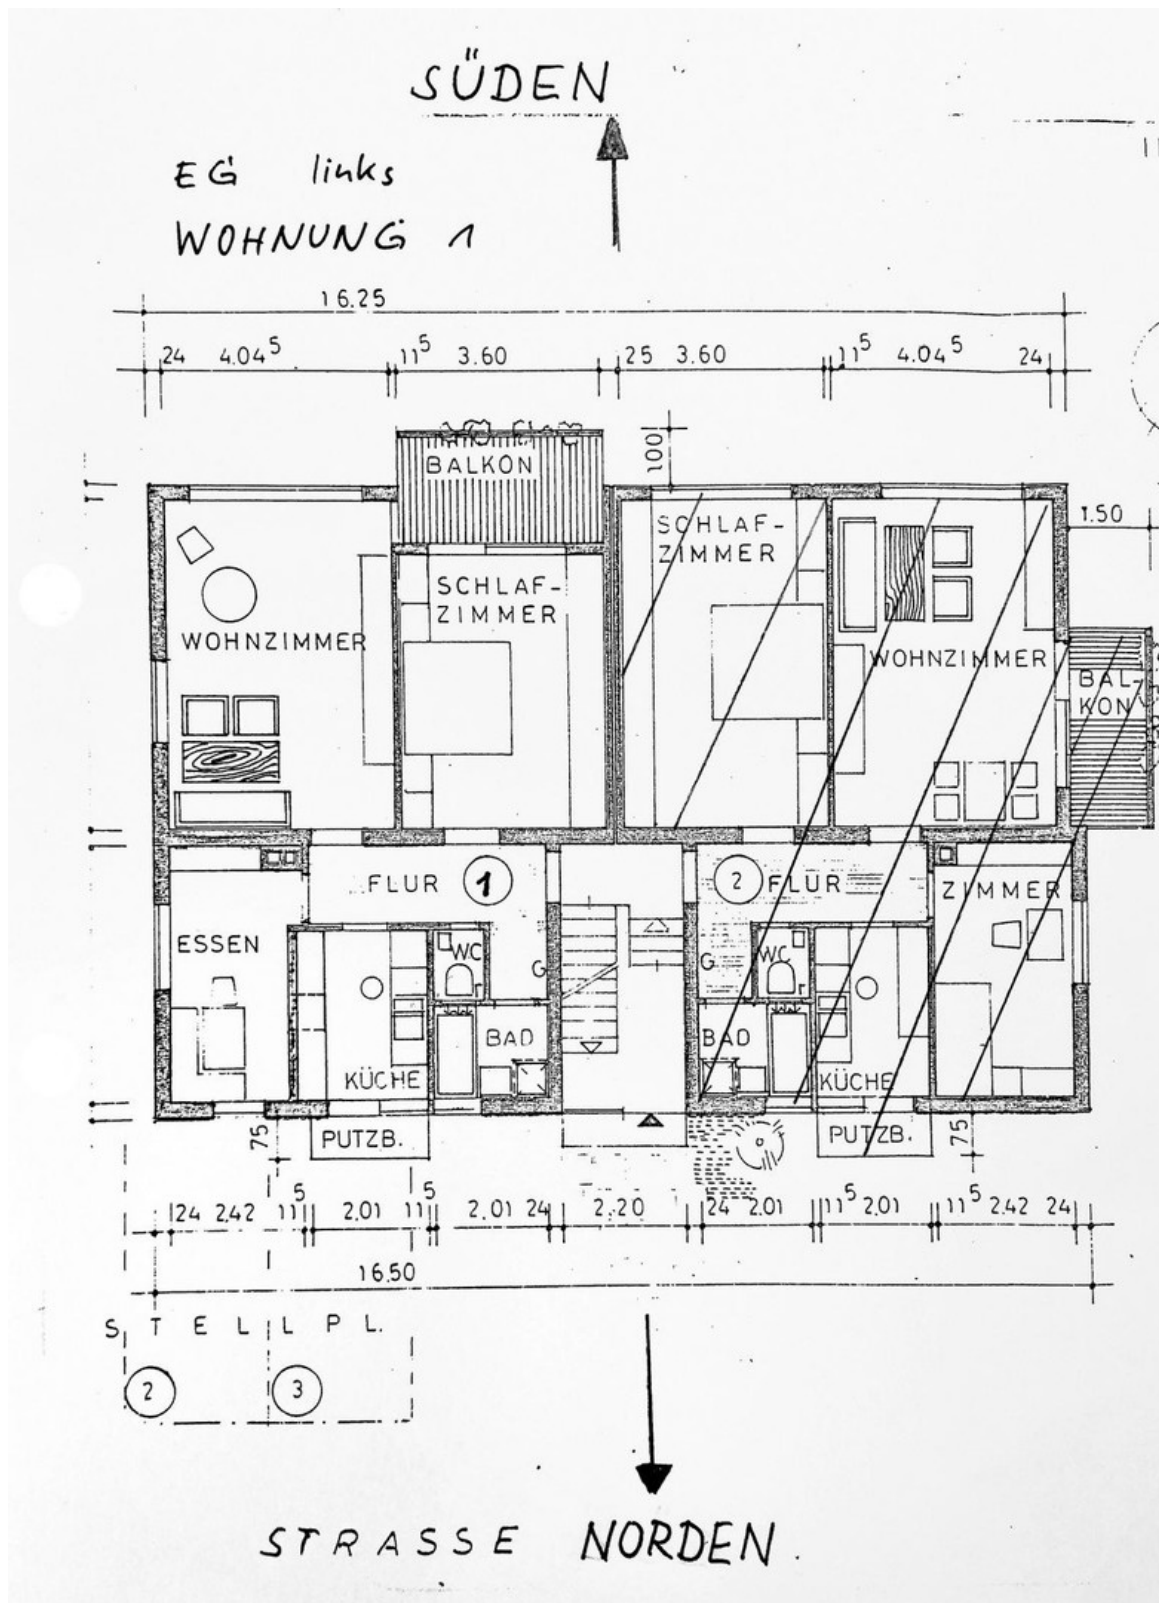 SÜDEN
EG links
WOHNUNG 1
16.25
24 4.04⁵ 11⁵ 3.60 25 3.60 11⁵ 4.04⁵ 24
100
BALKON
1.50
SCHLAF-
ZIMMER
SCHLAF-
ZIMMER
WOHNZIMMER
WOHNZIMMER
BAL-
KON
FLUR 1
2 FLUR
ZIMMER
ESSEN
WC
G
G
WC
BAD
BAD
KÜCHE
KÜCHE
75
PUTZB.
PUTZB.
75
24 2,42 11⁵ 2.01 11⁵ 2.01 24 2.20 24 2.01 11⁵ 2.01 11⁵ 2.42 24
16.50
STELLPL.
2 3
STRASSE NORDEN.